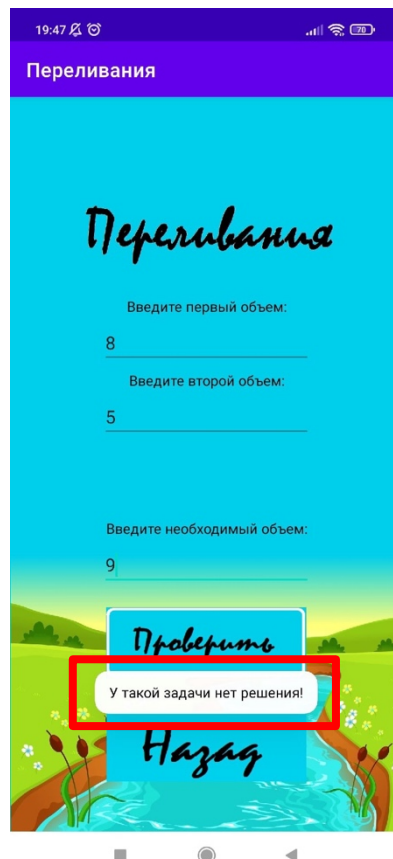 19:47
70
Переливания
Переливания
Введите первый объем:
8
Введите второй объем:
5
Введите необходимый объем:
9
Проверить
У такой задачи нет решения!
Назад